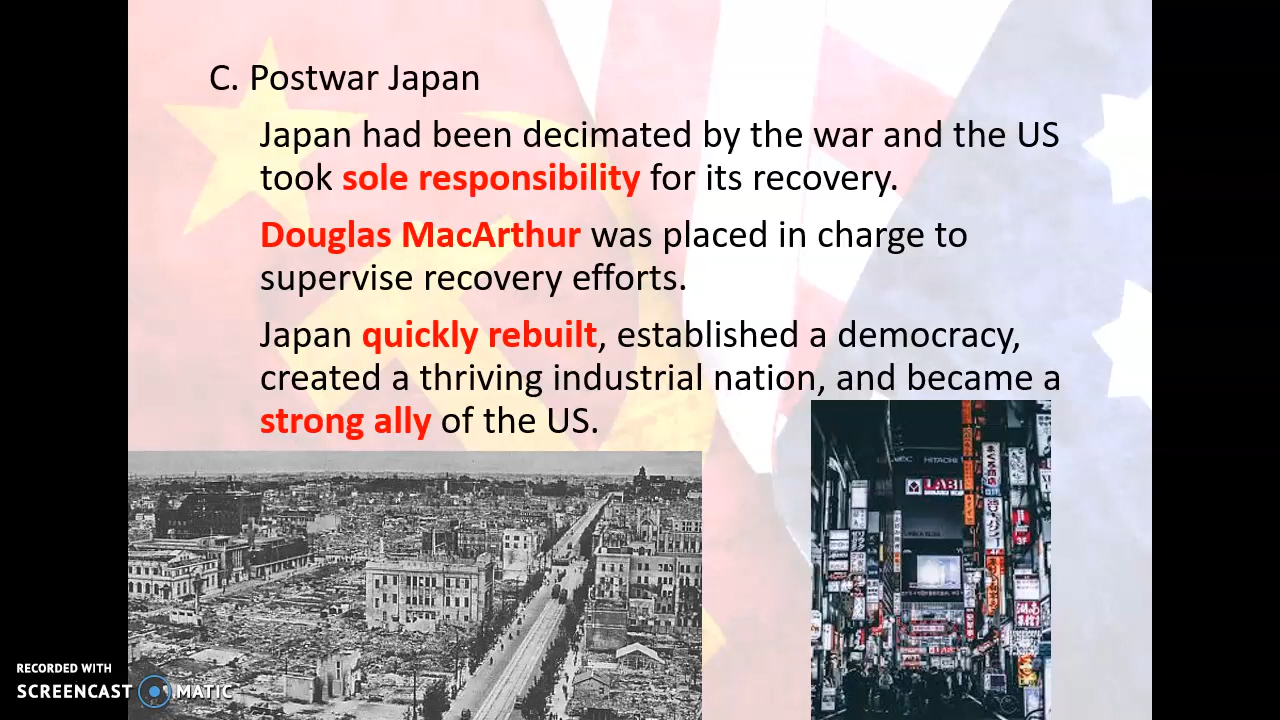 C. Postwar Japan
Japan had been decimated by the war and the US
took sole responsibility for its recovery.
Douglas MacArthur was placed in charge to
supervise recovery efforts.
Japan quickly rebuilt, established a democracy,
created a thriving industrial nation, and became a
strong ally of the US.
HITACHI
LABI
3F
RECORDED WITH
SCREENCAST MATIC